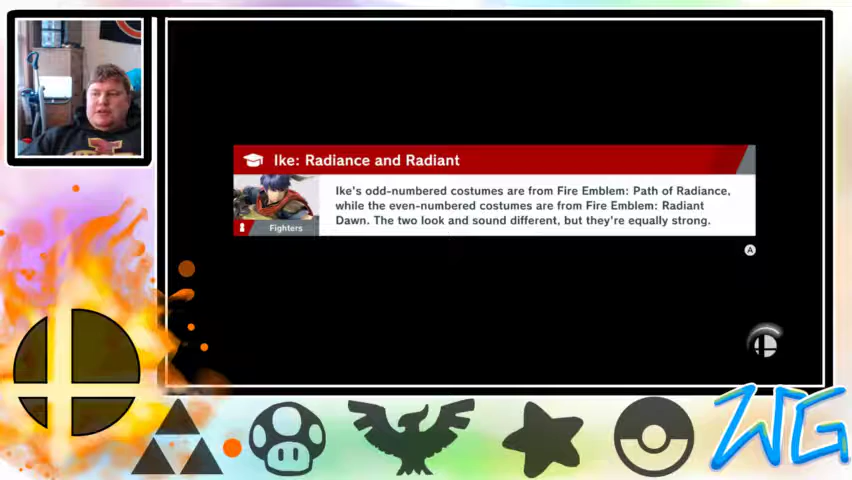 Ike: Radiance and Radiant
Ike's odd-numbered costumes are from Fire Emblem: Path of Radiance,
while the even-numbered costumes are from Fire Emblem: Radiant
Dawn. The two look and sound different, but they're equally strong.
Fighters
A
WG